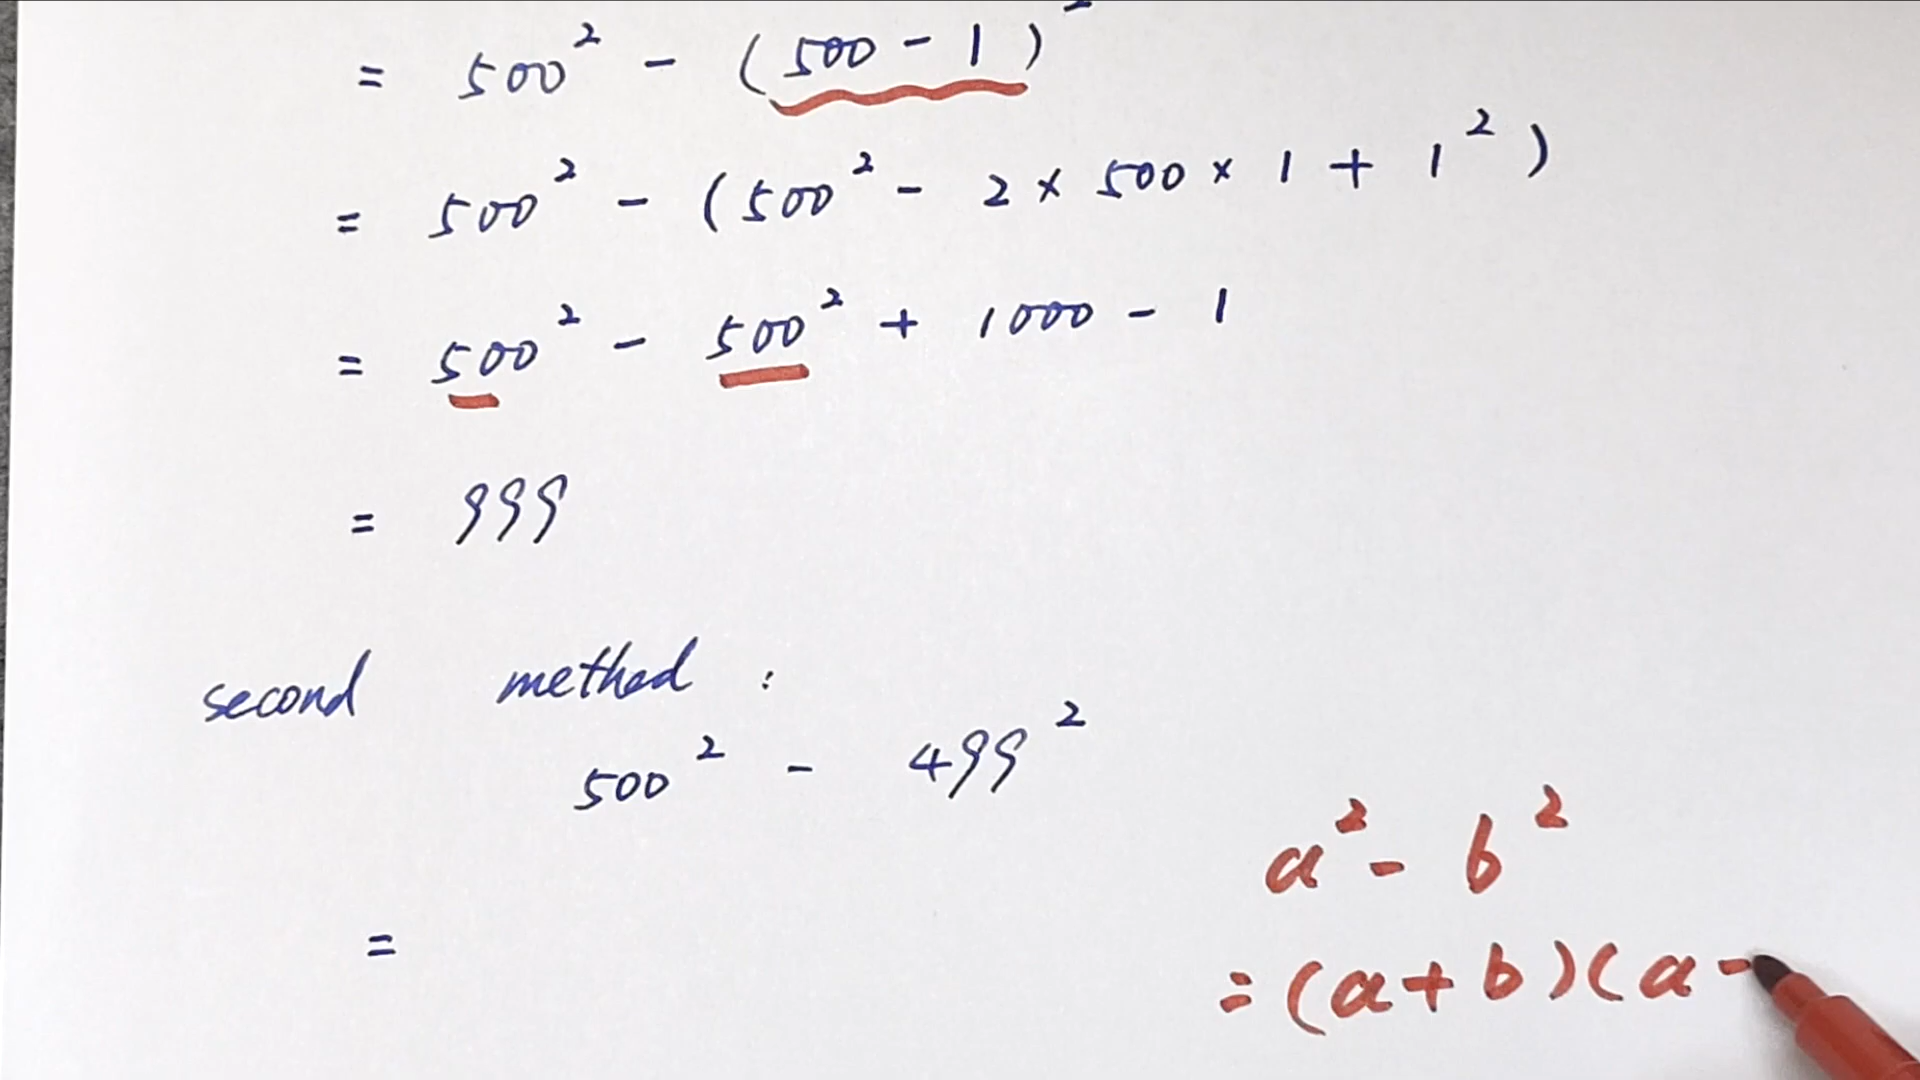 = 500² - (500 - 1)²
= 500² - (500² - 2 × 500 × 1 + 1²)
= 500² - 500² + 1000 - 1
= 999
second method :
500² - 499²
=
a² - b²
= (a + b)(a -